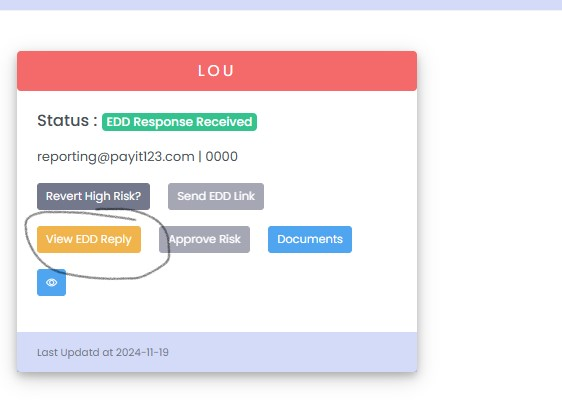 LOU
Status : EDD Response Received
reporting@payit123.com | 0000
Revert High Risk? Send EDD Link
View EDD Reply Approve Risk Documents
Last Updatd at 2024-11-19